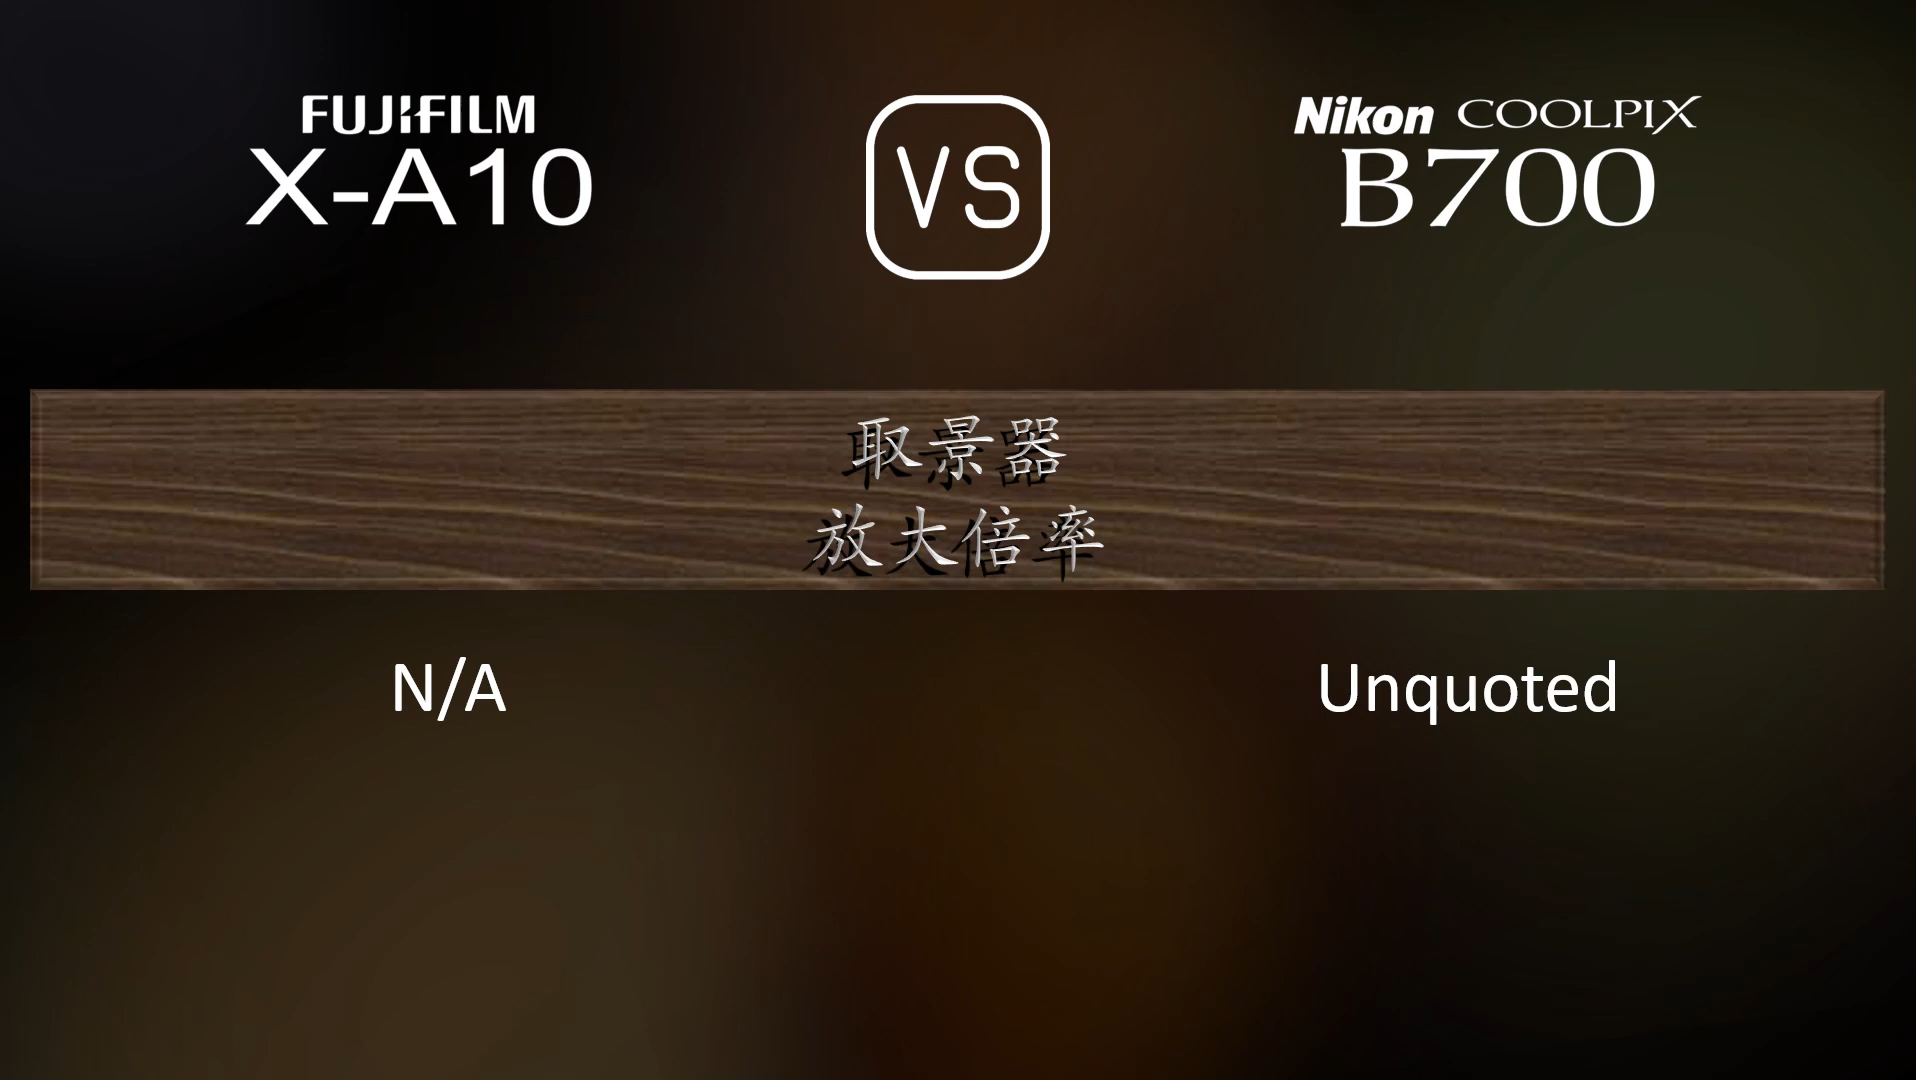 FUJIFILM
X-A10
VS
Nikon COOLPIX
B700
取景器
放大倍率
N/A
Unquoted